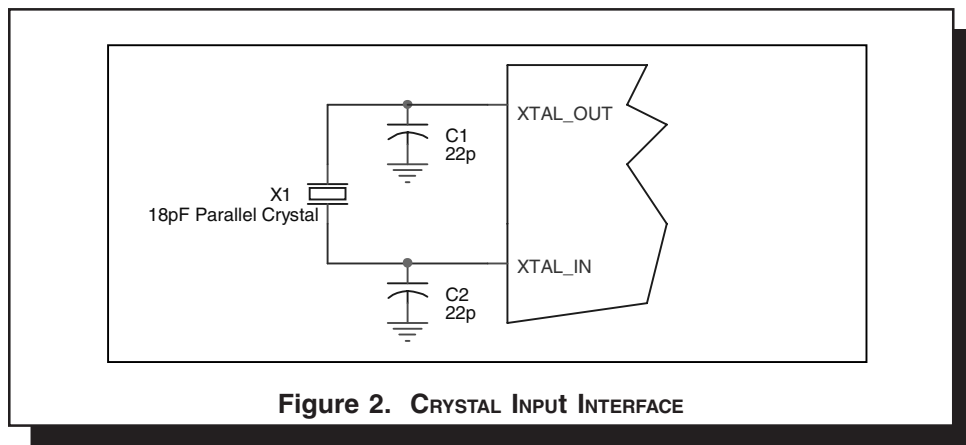 XTAL_OUT
C1
22p
X1
18pF Parallel Crystal
XTAL_IN
C2
22p
Figure 2. CRYSTAL INPUt INTERFACE